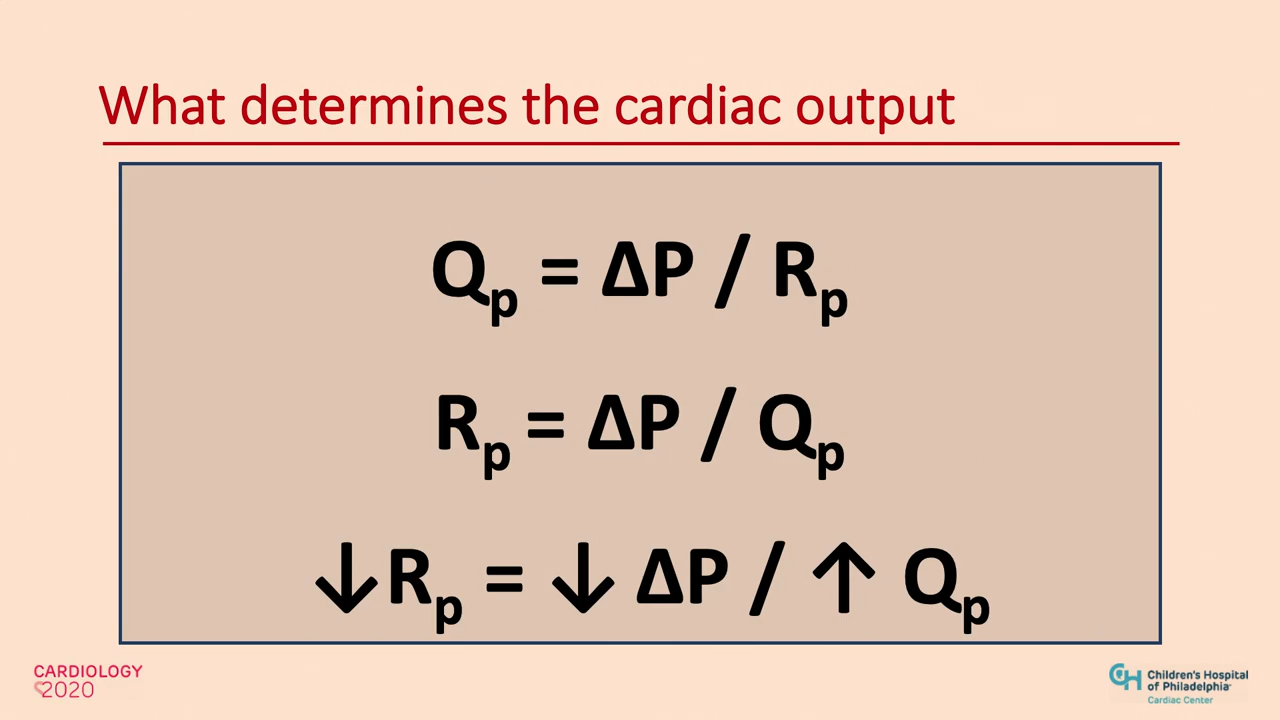 What determines the cardiac output
Qp = ΔP / Rp
Rp = ΔP / Qp
↓Rp = ↓ ΔP / ↑ Qp
CARDIOLOGY
2020
CH
Children's Hospital
of Philadelphia
Cardiac Center